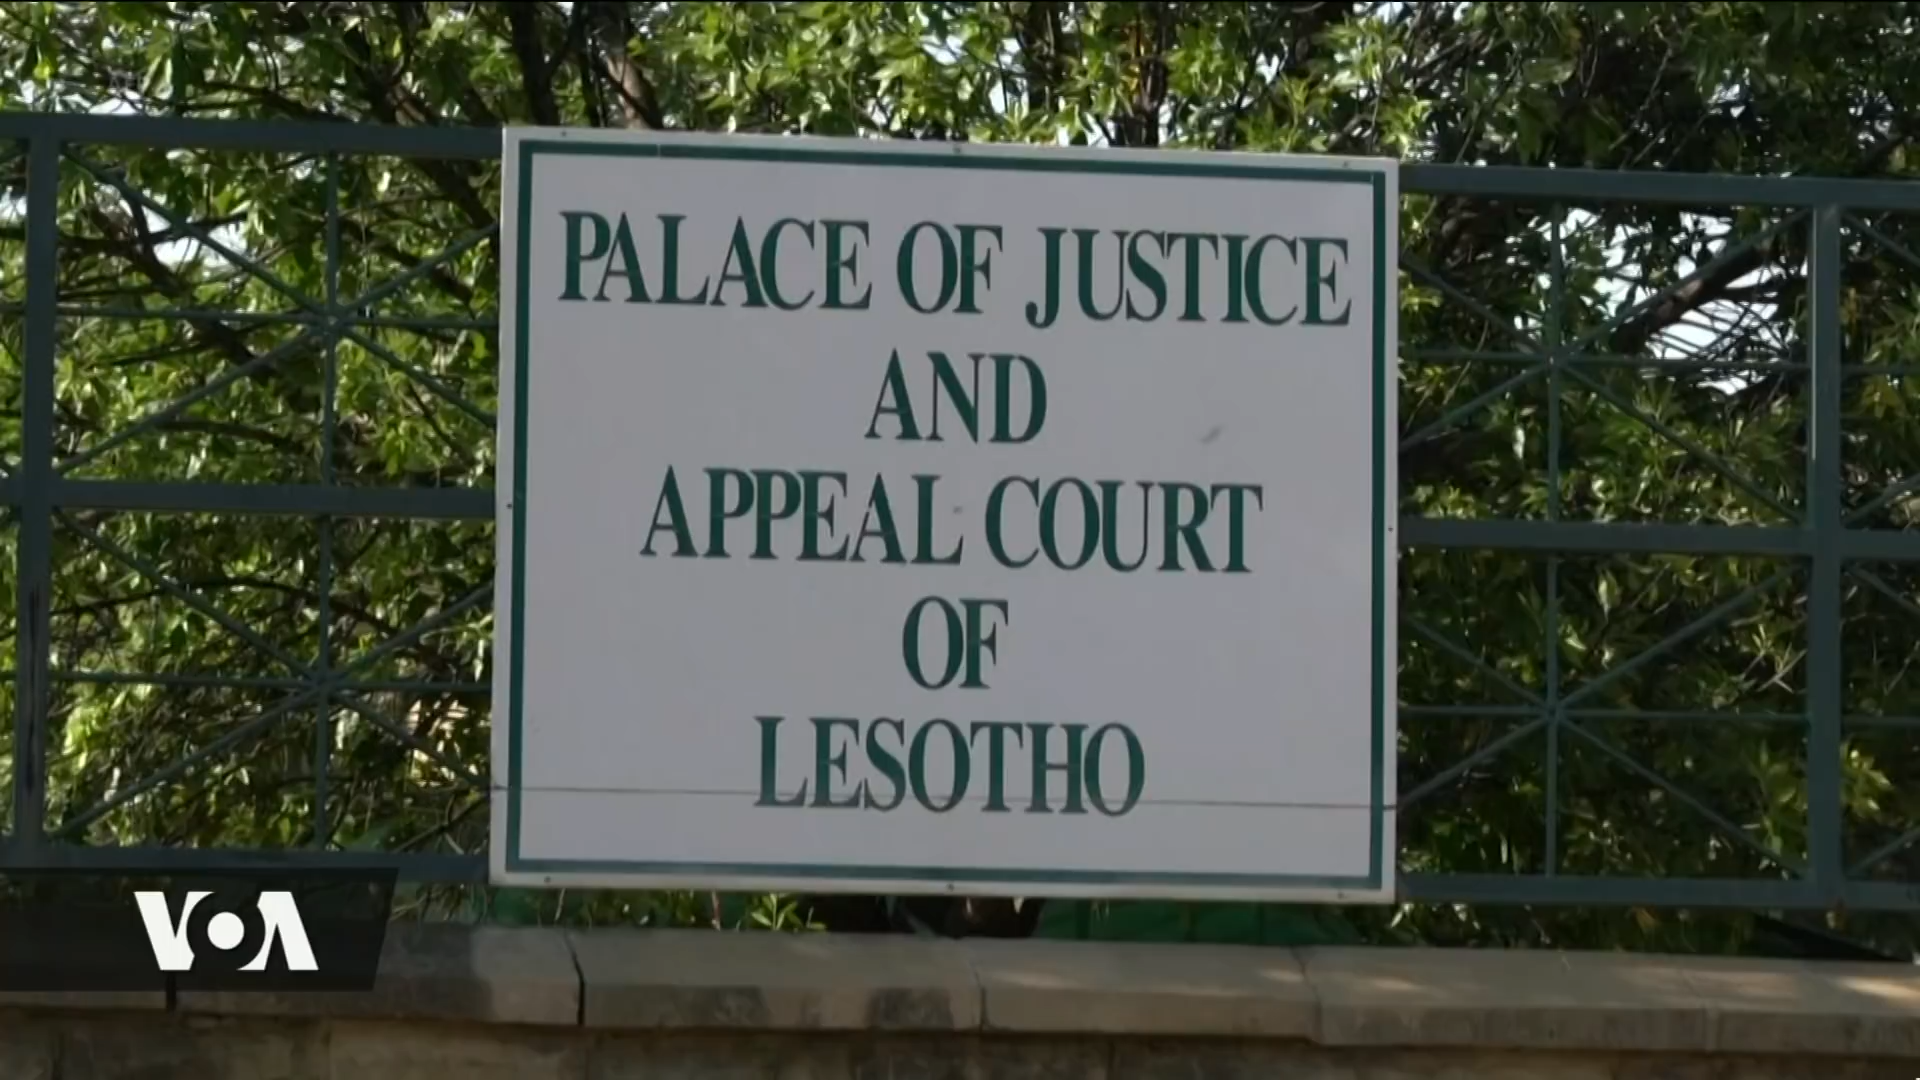 PALACE OF JUSTICE
AND
APPEAL COURT
OF
LESOTHO
VOA